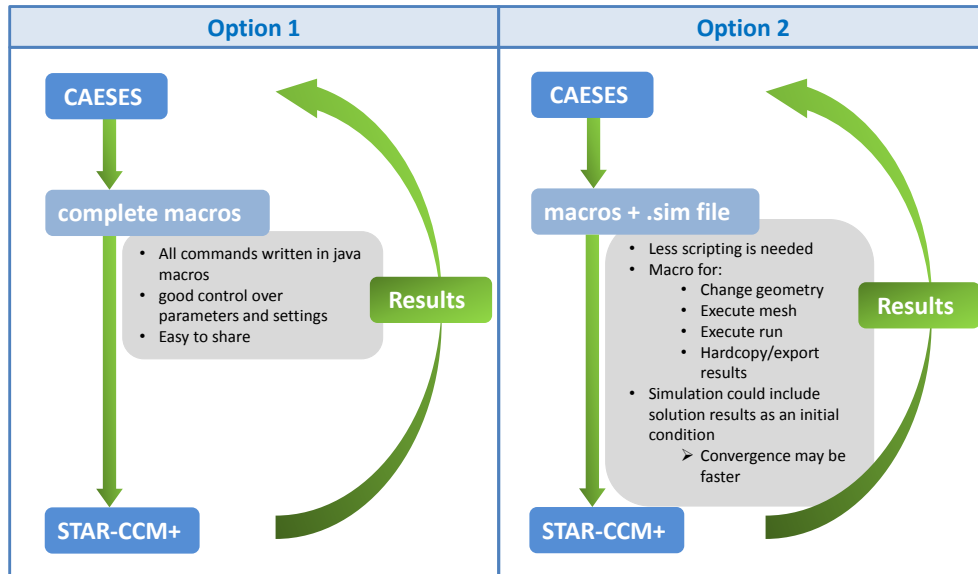 Option 1
CAESES
complete macros
• All commands written in java
macros
• good control over
parameters and settings
• Easy to share
Results
STAR-CCM+
Option 2
CAESES
macros + .sim file
• Less scripting is needed
• Macro for:
• Change geometry
• Execute mesh
• Execute run
• Hardcopy/export
results
• Simulation could include
solution results as an initial
condition
➢ Convergence may be
faster
Results
STAR-CCM+